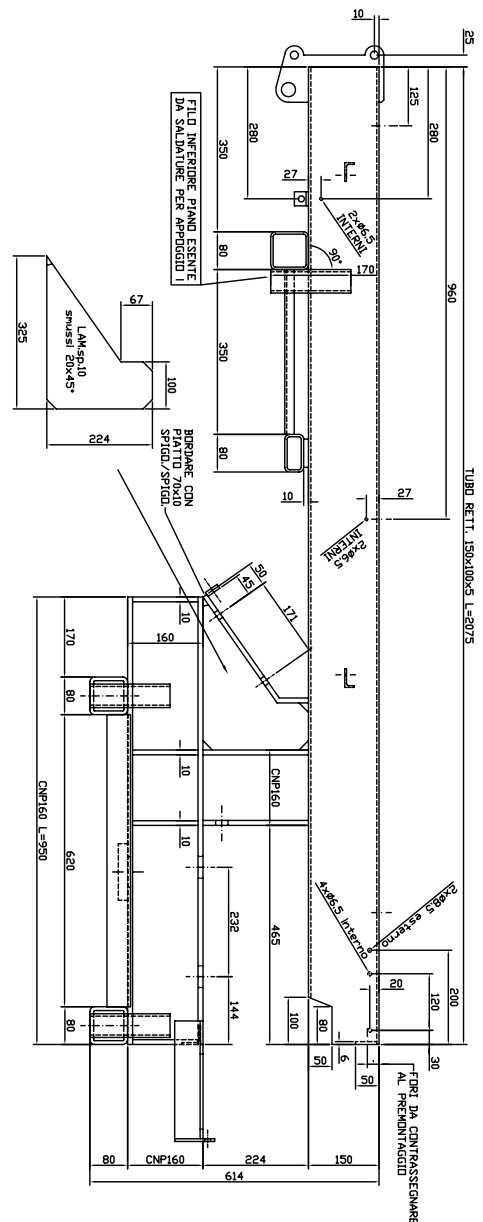 TUBO RETT. 150x100x5 L=2075
25
10
125
280
960
280
350
27
2xø6.5
INTERNI
90°
170
80
FILO INFERIORE PIANO ESENTE
DA SALDATURE PER APPOGGIO !
350
80
10
27
2xø6.5
INTERNI
67
100
LAM.sp.10
smussi 20x45°
325
224
BORDARE CON
PIATTO 70x10
SPIGO./SPIGO.
50
45
171
10
160
170
80
10
CNP160
10
CNP160 L=950
620
465
232
144
80
4xø6.5 interno
2xø8.5 esterno
20
120
200
100
80
50
6
50
30
FORI DA CONTRASSEGNARE
AL PREMONTAGGIO
80
CNP160
224
150
614